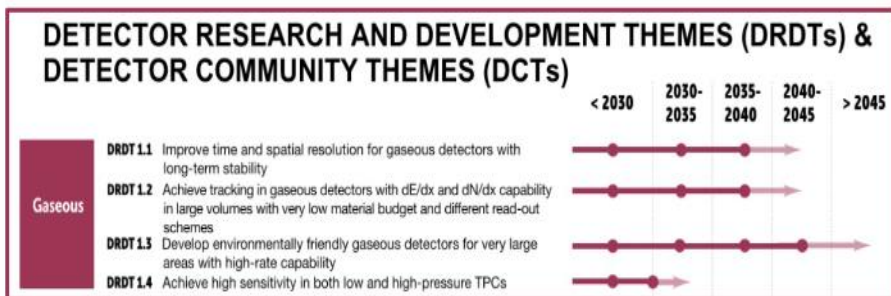 DETECTOR RESEARCH AND DEVELOPMENT THEMES (DRDTs) &
DETECTOR COMMUNITY THEMES (DCTs)
< 2030
2030-
2035
2035-
2040
2040-
2045
> 2045
Gaseous
DRDT 1.1 Improve time and spatial resolution for gaseous detectors with
long-term stability
DRDT 1.2 Achieve tracking in gaseous detectors with dE/dx and dN/dx capability
in large volumes with very low material budget and different read-out
schemes
DRDT 1.3 Develop environmentally friendly gaseous detectors for very large
areas with high-rate capability
DRDT 1.4 Achieve high sensitivity in both low and high-pressure TPCs